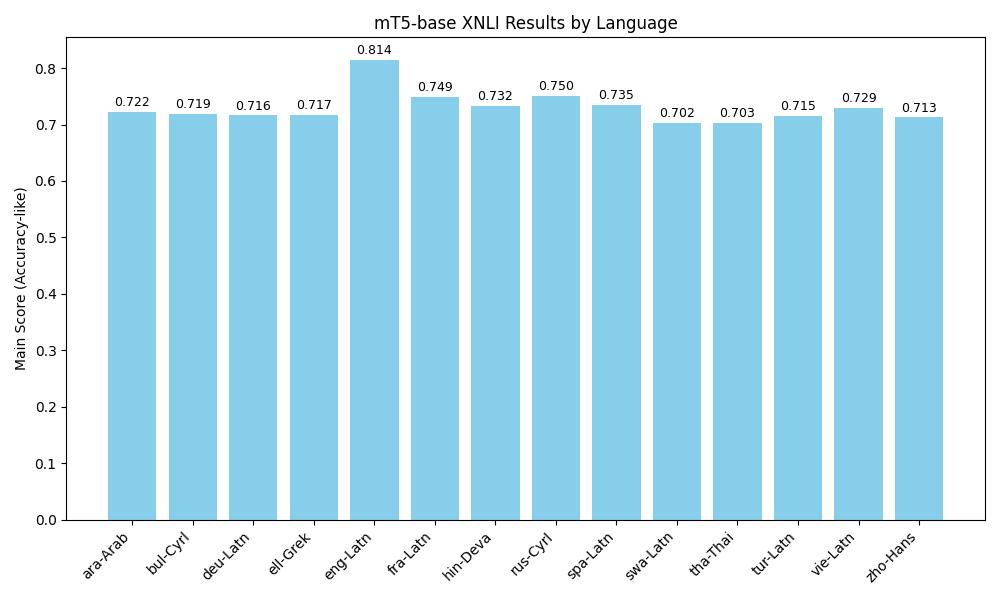 mT5-base XNLI Results by Language
Main Score (Accuracy-like)
0.8
0.7
0.6
0.5
0.4
0.3
0.2
0.1
0.0
0.722
0.719
0.716
0.717
0.814
0.749
0.732
0.750
0.735
0.702
0.703
0.715
0.729
0.713
ara-Arab
bul-Cyrl
deu-Latn
ell-Grek
eng-Latn
fra-Latn
hin-Deva
rus-Cyrl
spa-Latn
swa-Latn
tha-Thai
tur-Latn
vie-Latn
zho-Hans